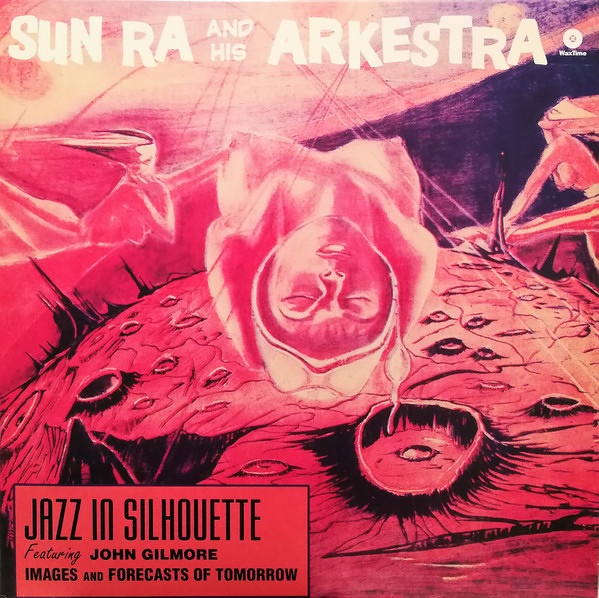 SUN RA AND HIS ARKESTRA
WaxTime
JAZZ IN SILHOUETTE
Featuring JOHN GILMORE
IMAGES AND FORECASTS OF TOMORROW